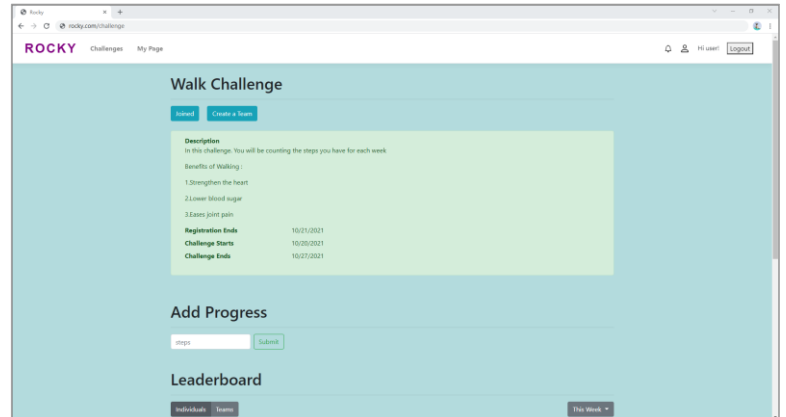 Rocky
rocky.com/challenge
ROCKY Challenges My Page Hi user! Logout
Walk Challenge
Joined Create a Team
Description
In this challenge. You will be counting the steps you have for each week
Benefits of Walking :
1.Strengthen the heart
2.Lower blood sugar
3.Eases joint pain
Registration Ends 10/21/2021
Challenge Starts 10/20/2021
Challenge Ends 10/27/2021
Add Progress
steps Submit
Leaderboard
Individuals Teams This Week